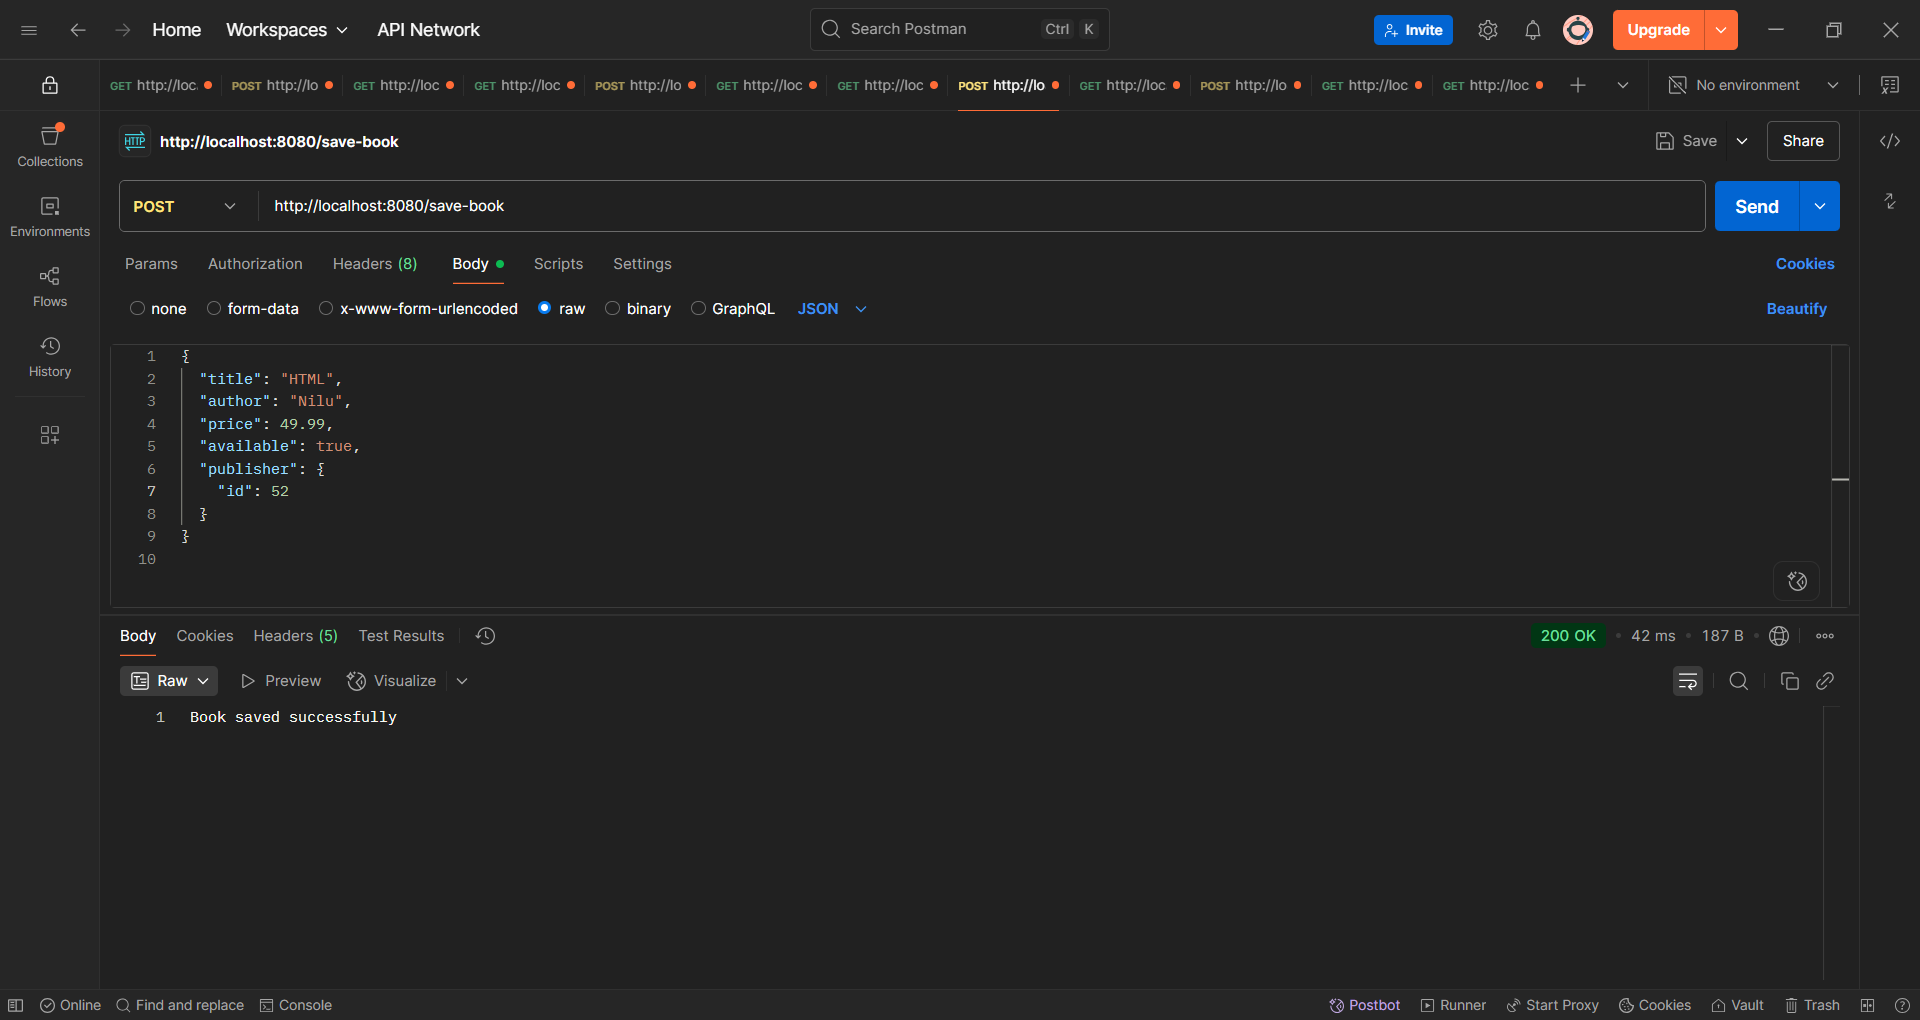 Home Workspaces API Network Search Postman Ctrl K Invite Upgrade
GET http://loc POST http://lo GET http://loc GET http://loc POST http://lo GET http://loc GET http://loc POST http://lo GET http://loc POST http://lo GET http://loc GET http://loc No environment
HTTP http://localhost:8080/save-book Save Share
POST http://localhost:8080/save-book Send
Params Authorization Headers (8) Body Scripts Settings Cookies
none form-data x-www-form-urlencoded raw binary GraphQL JSON Beautify
Collections
Environments
Flows
History
1 {
2 "title": "HTML",
3 "author": "Nilu",
4 "price": 49.99,
5 "available": true,
6 "publisher": {
7 "id": 52
8 }
9 }
10
Body Cookies Headers (5) Test Results 200 OK 42 ms 187 B
Raw Preview Visualize
1 Book saved successfully
Online Find and replace Console Postbot Runner Start Proxy Cookies Vault Trash